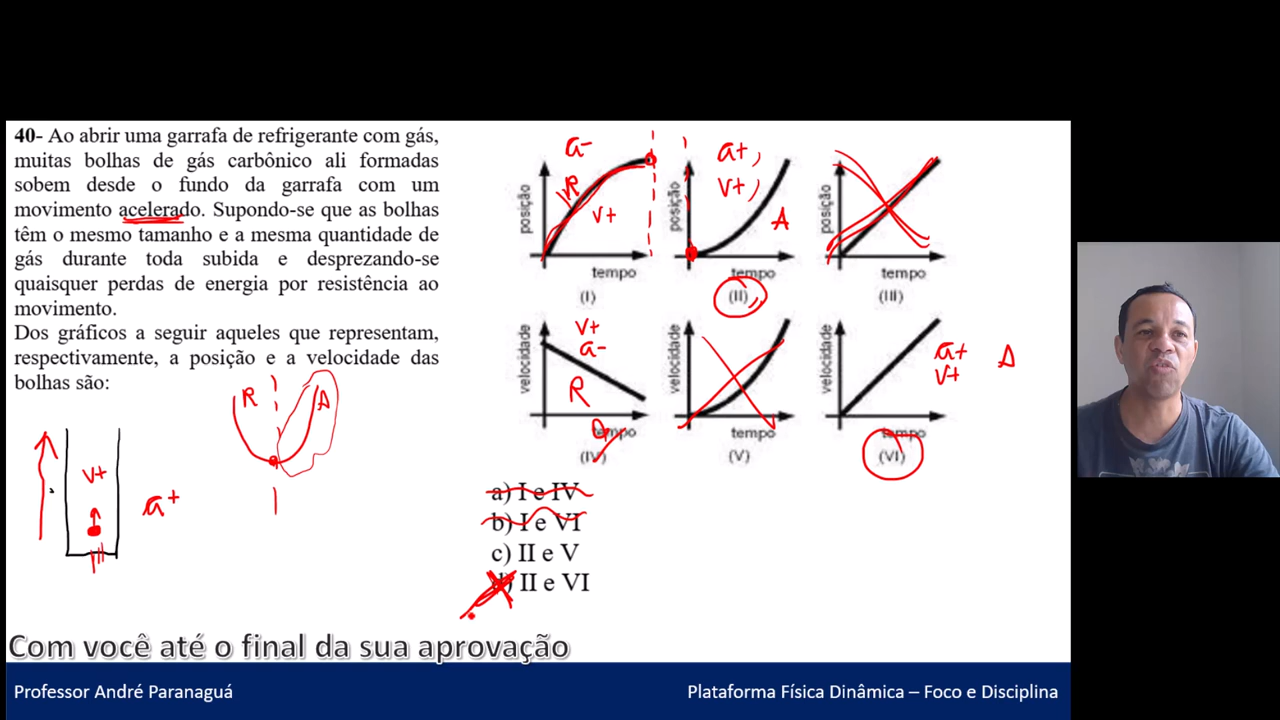 40- Ao abrir uma garrafa de refrigerante com gás,
muitas bolhas de gás carbônico ali formadas
sobem desde o fundo da garrafa com um
movimento acelerado. Supondo-se que as bolhas
têm o mesmo tamanho e a mesma quantidade de
gás durante toda subida e desprezando-se
quaisquer perdas de energia por resistência ao
movimento.
Dos gráficos a seguir aqueles que representam,
respectivamente, a posição e a velocidade das
bolhas são:
R
A
v+
a+
a-
R
v+
posição
tempo
(I)
a+,
v+,
A
posição
tempo
(II)
posição
tempo
(III)
v+
a-
R
velocidade
tempo
(IV)
velocidade
tempo
(V)
a+
v+
A
velocidade
tempo
(VI)
a) I e IV
b) I e VI
c) II e V
d) II e VI
Com você até o final da sua aprovação
Professor André Paranaguá
Plataforma Física Dinâmica – Foco e Disciplina